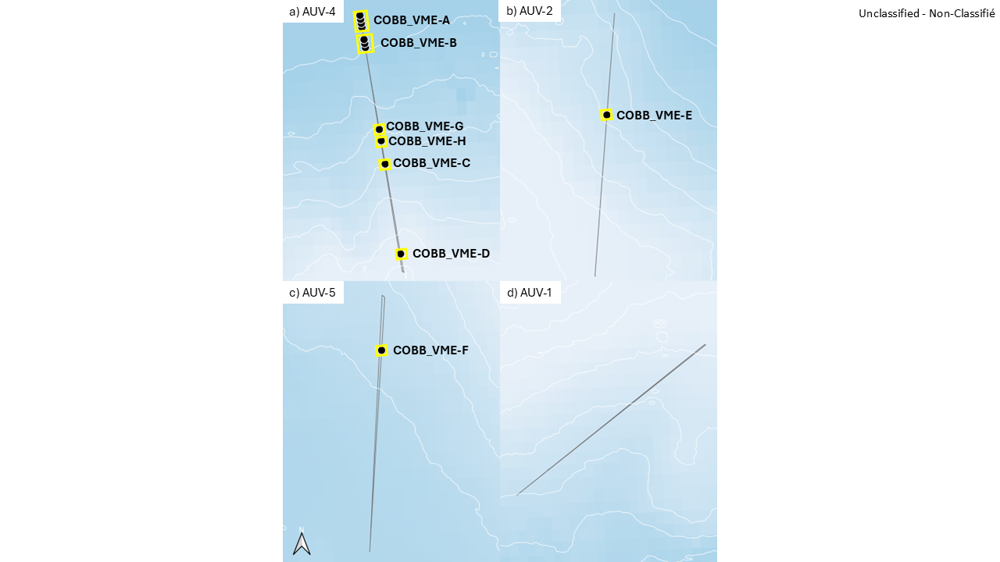 Unclassified - Non-Classifié
a) AUV-4
COBB_VME-A
COBB_VME-B
COBB_VME-G
COBB_VME-H
COBB_VME-C
COBB_VME-D
b) AUV-2
COBB_VME-E
c) AUV-5
COBB_VME-F
N
d) AUV-1